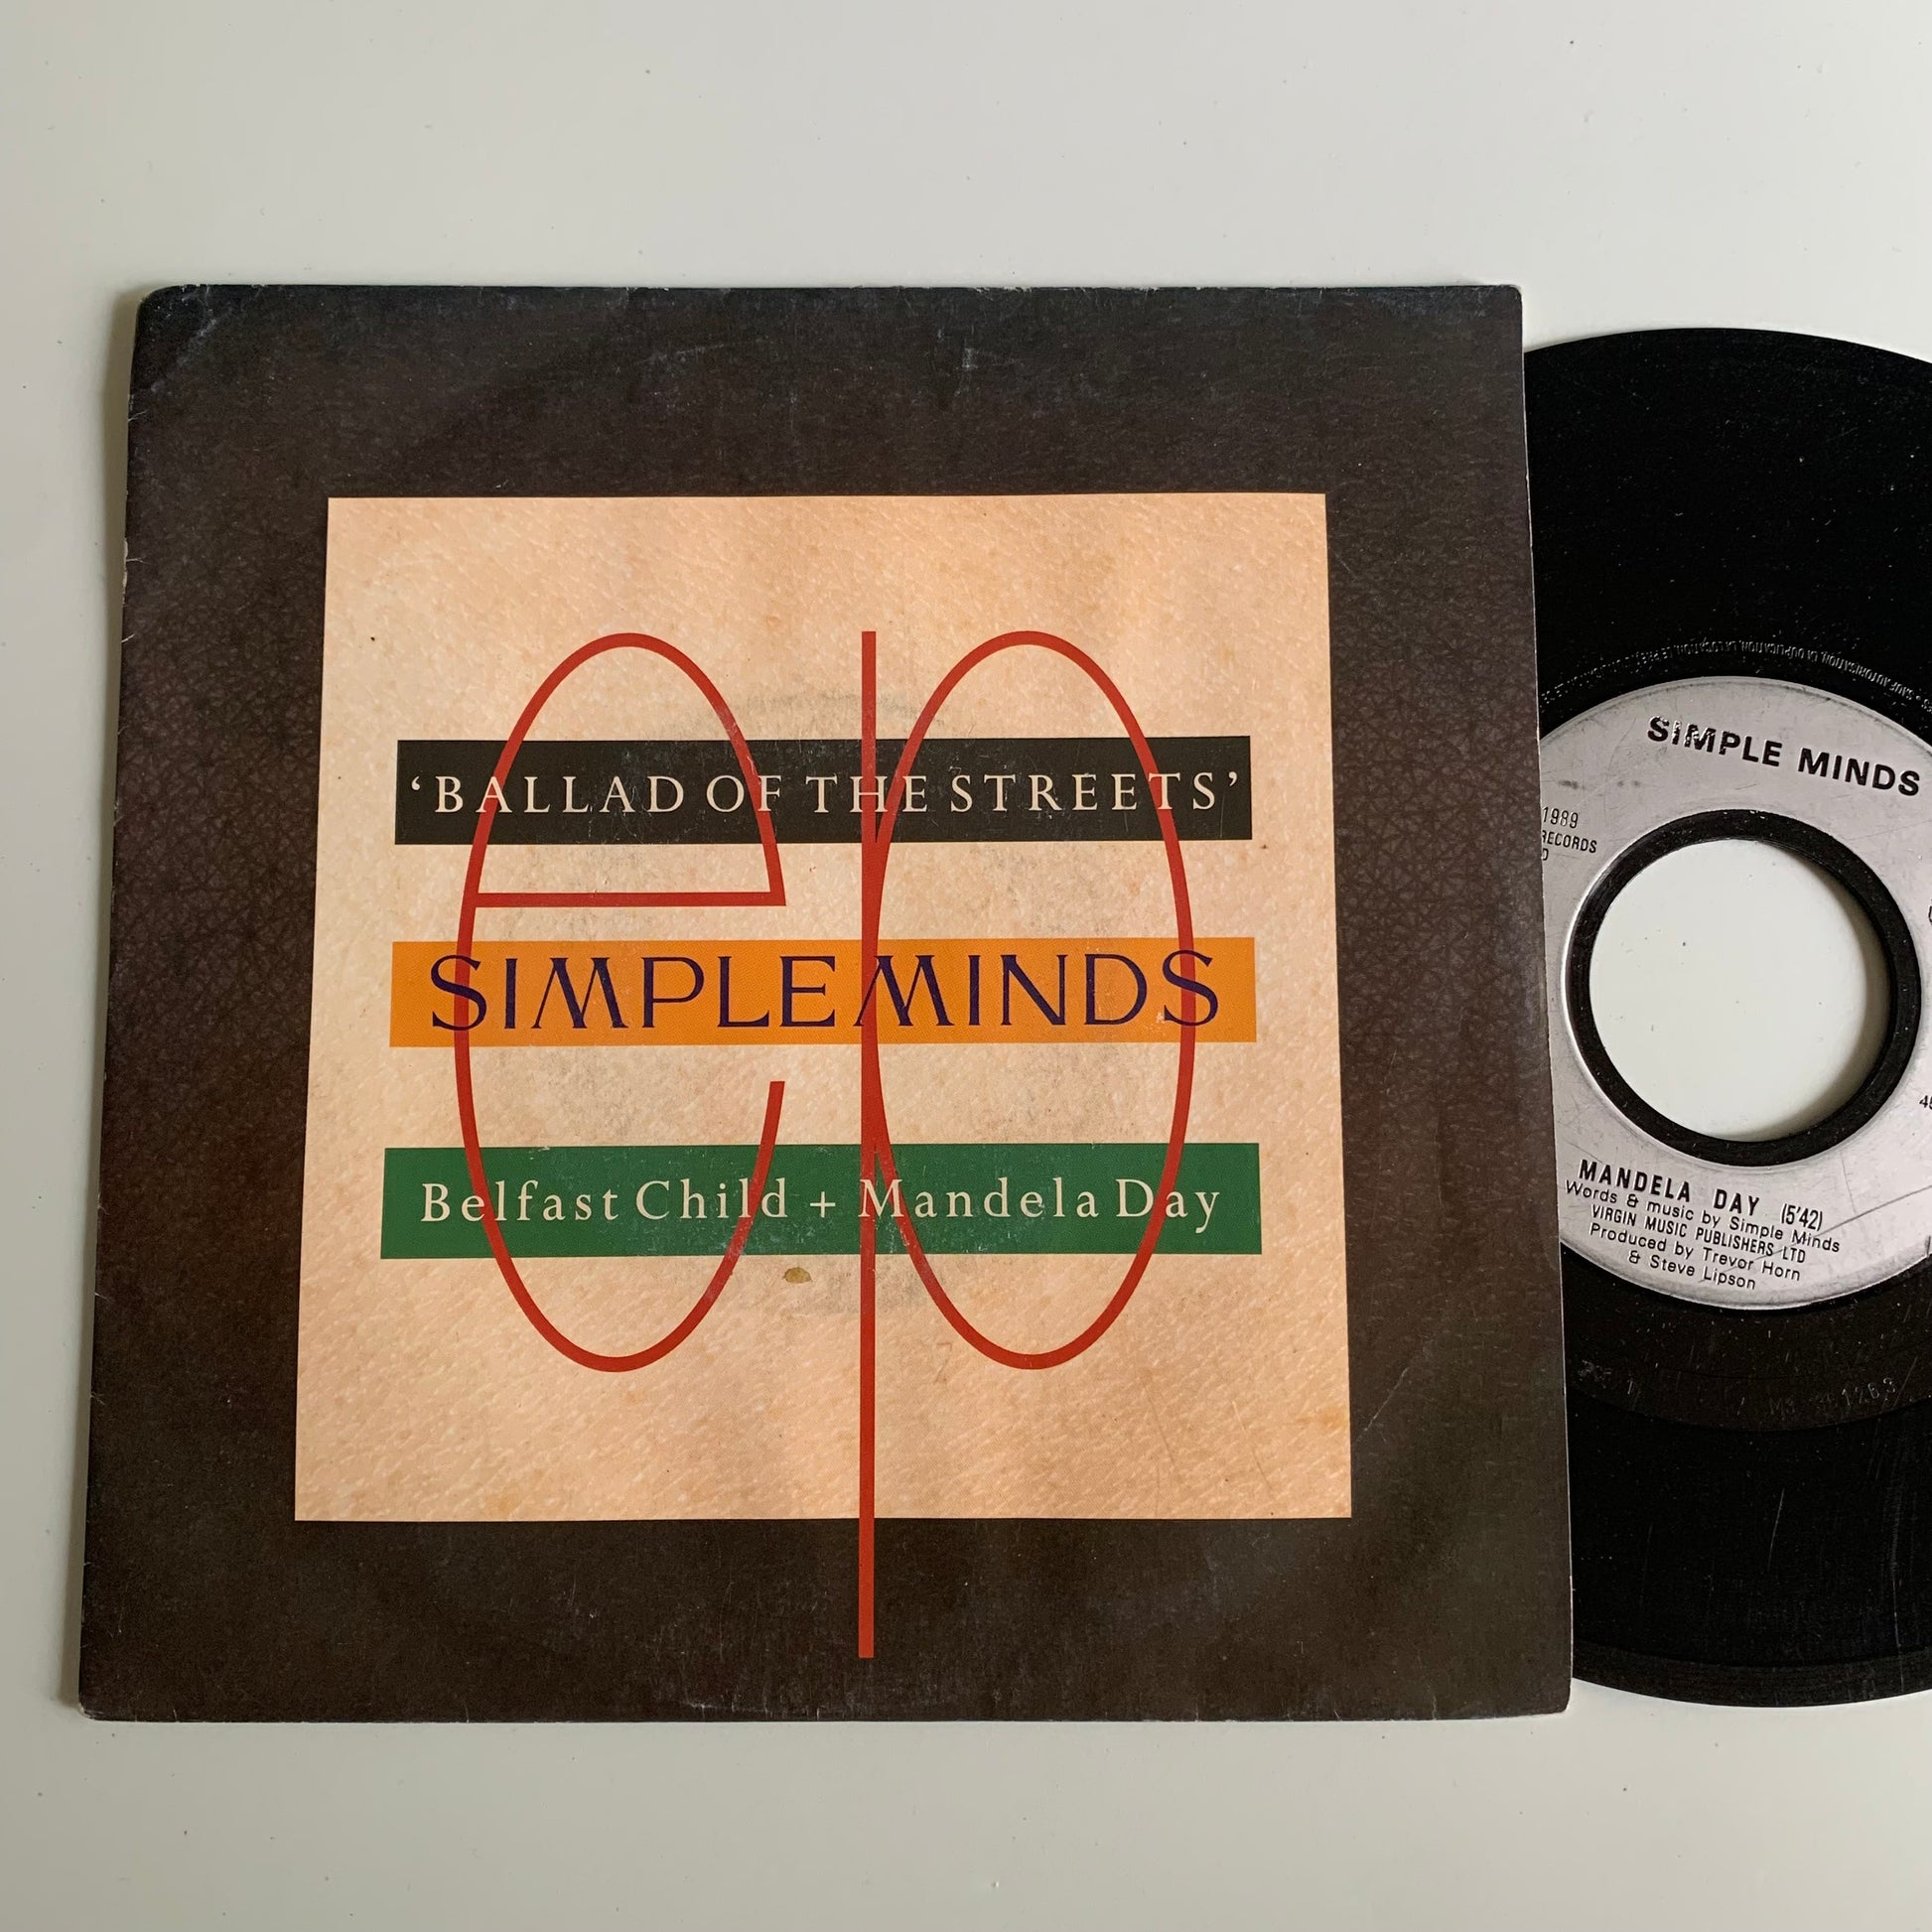 ‘BALLAD OF THE STREETS’
ep
SIMPLE MINDS
Belfast Child + Mandela Day
SIMPLE MINDS
1989
RECORDS
MANDELA DAY (5'42)
Words & music by Simple Minds
VIRGIN MUSIC PUBLISHERS LTD
Produced by Trevor Horn
& Steve Lipson